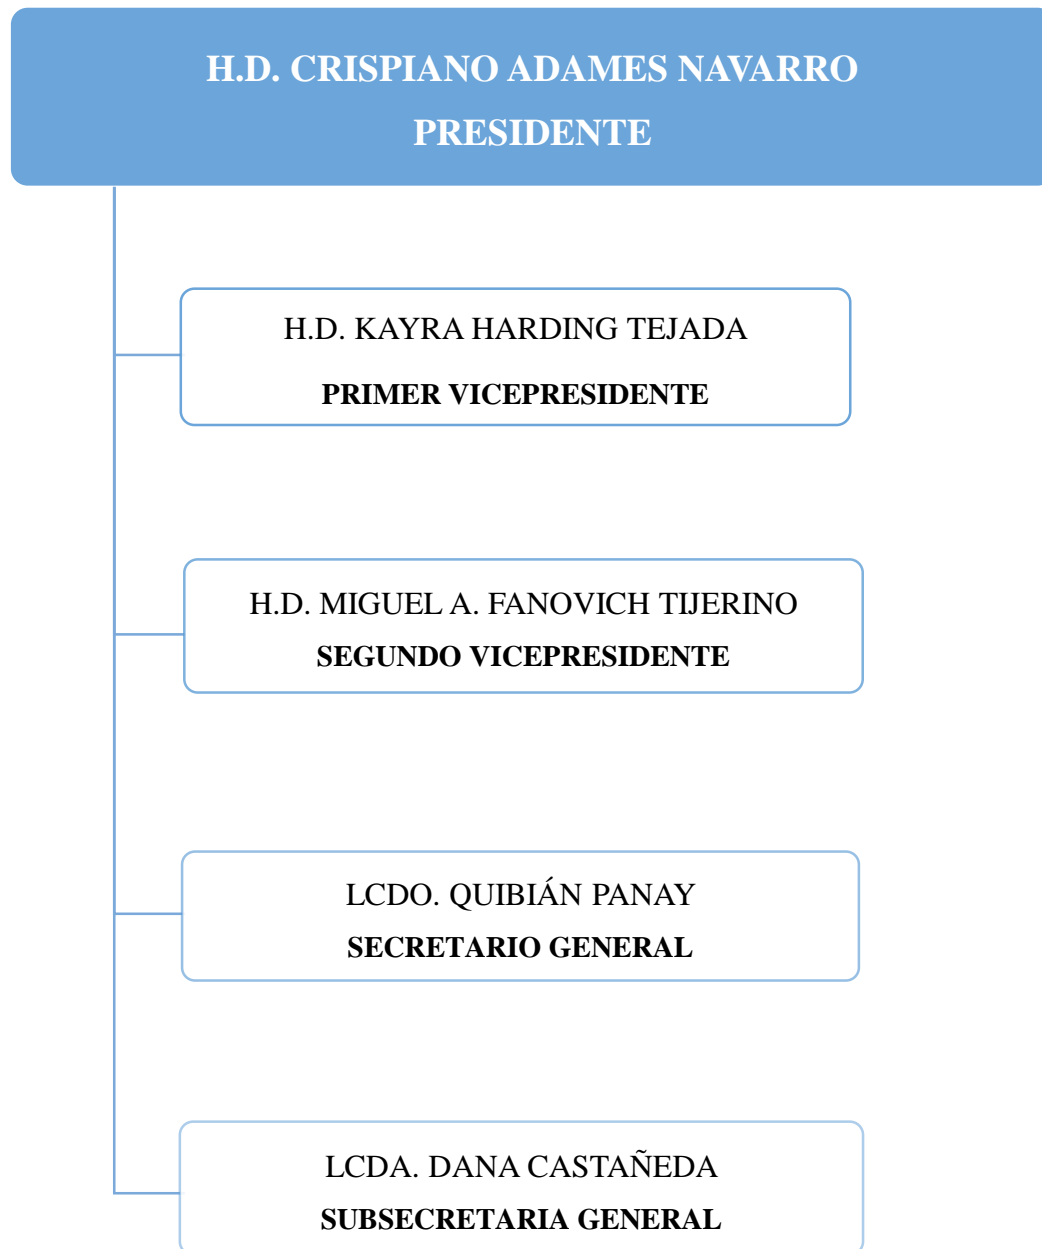 H.D. CRISPIANO ADAMES NAVARRO
PRESIDENTE
H.D. KAYRA HARDING TEJADA
PRIMER VICEPRESIDENTE
H.D. MIGUEL A. FANOVICH TIJERINO
SEGUNDO VICEPRESIDENTE
LCDO. QUIBIÁN PANAY
SECRETARIO GENERAL
LCDA. DANA CASTAÑEDA
SUBSECRETARIA GENERAL